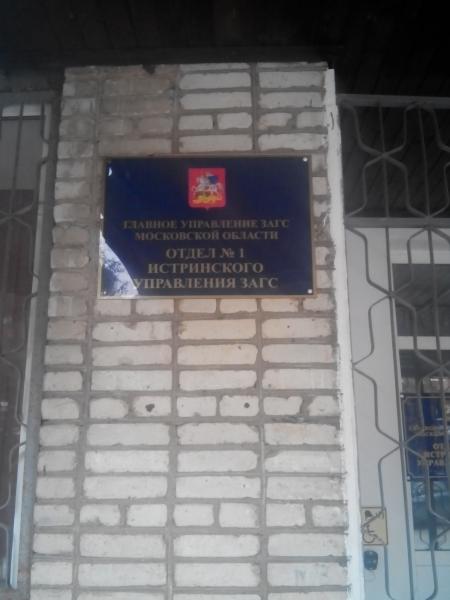 ГЛАВНОЕ УПРАВЛЕНИЕ ЗАГС
МОСКОВСКОЙ ОБЛАСТИ
ОТДЕЛ № 1
ИСТРИНСКОГО
УПРАВЛЕНИЯ ЗАГС